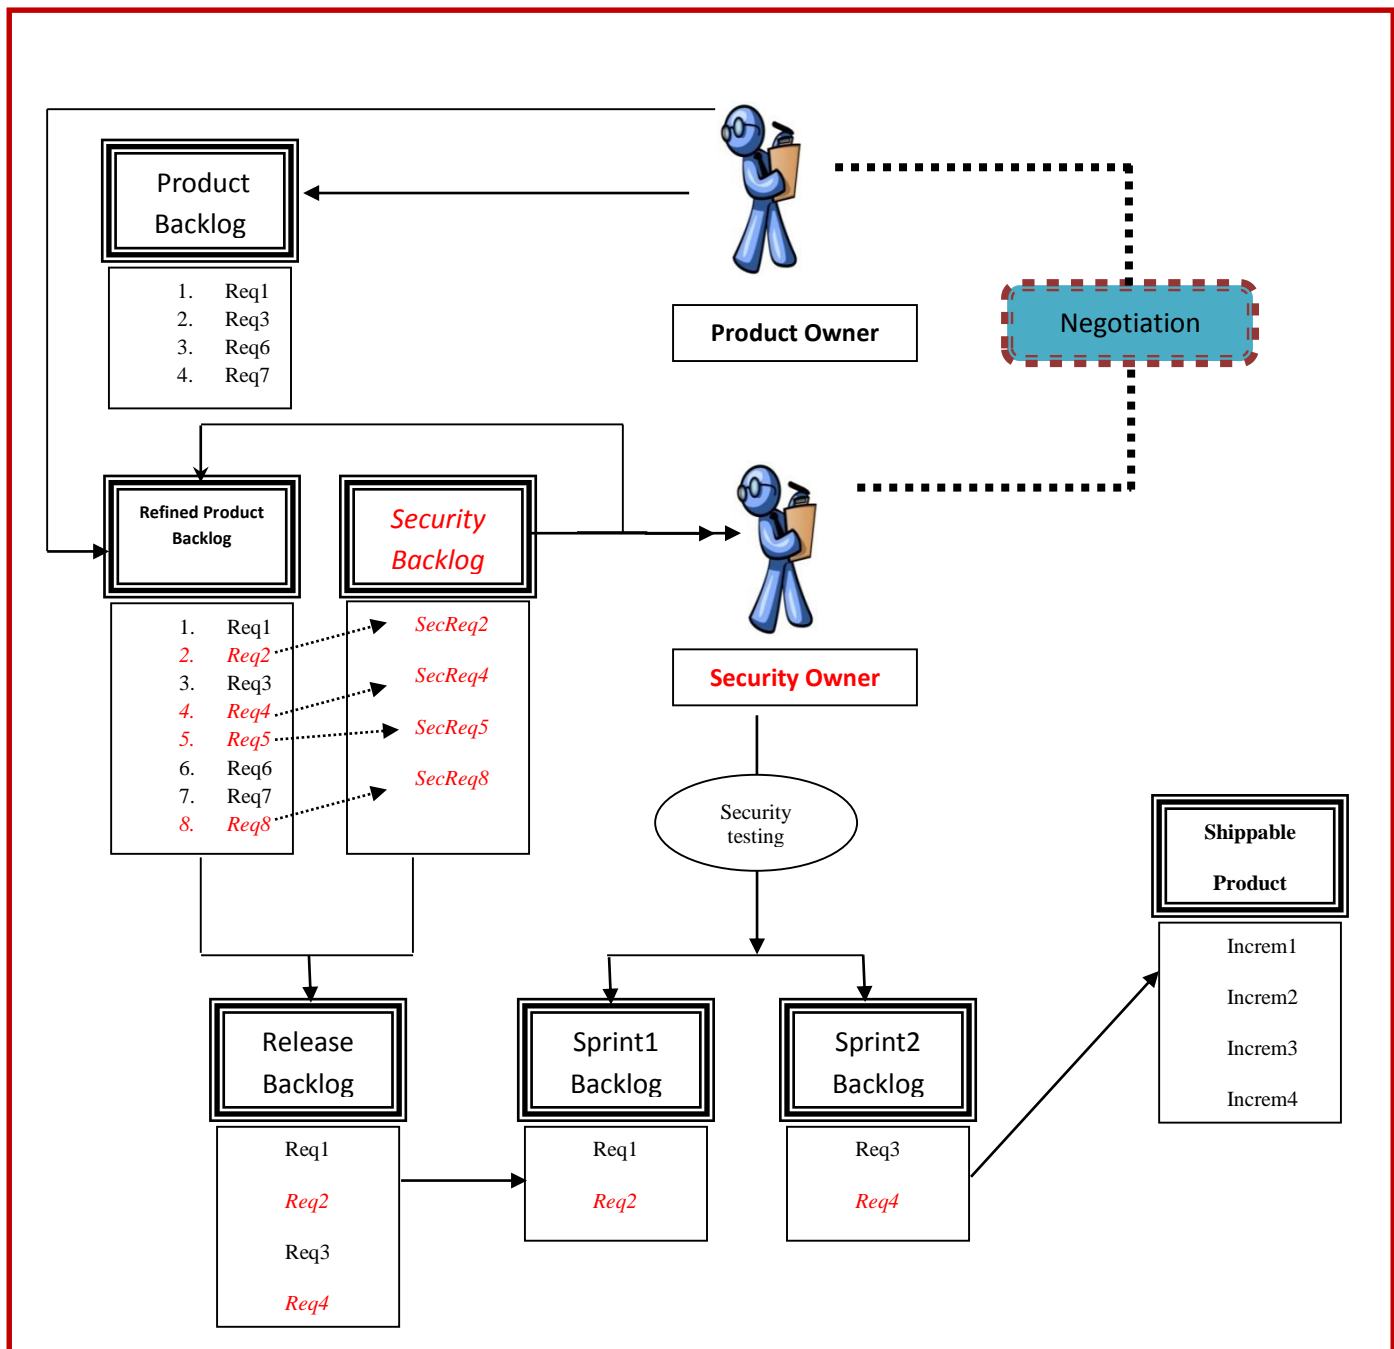 Product
Backlog
1. Req1
2. Req3
3. Req6
4. Req7
Product Owner
Negotiation
Refined Product
Backlog
1. Req1
2. Req2
3. Req3
4. Req4
5. Req5
6. Req6
7. Req7
8. Req8
Security
Backlog
SecReq2
SecReq4
SecReq5
SecReq8
Security Owner
Security
testing
Release
Backlog
Req1
Req2
Req3
Req4
Sprint1
Backlog
Req1
Req2
Sprint2
Backlog
Req3
Req4
Shippable
Product
Increm1
Increm2
Increm3
Increm4